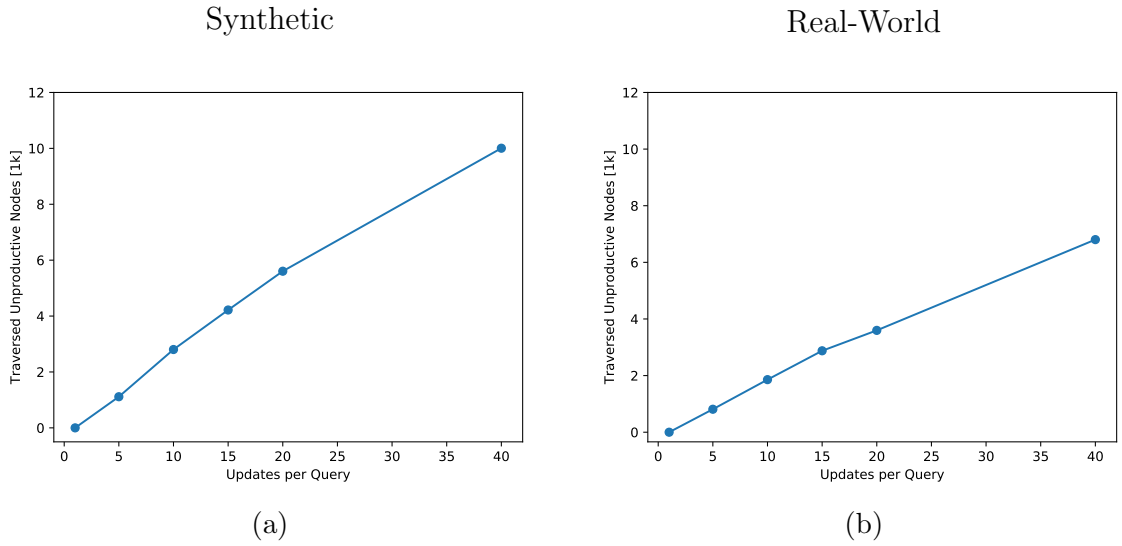 Synthetic
Real-World
12
10
8
6
4
2
0
Traversed Unproductive Nodes [1k]
0 5 10 15 20 25 30 35 40
Updates per Query
(a)
12
10
8
6
4
2
0
Traversed Unproductive Nodes [1k]
0 5 10 15 20 25 30 35 40
Updates per Query
(b)